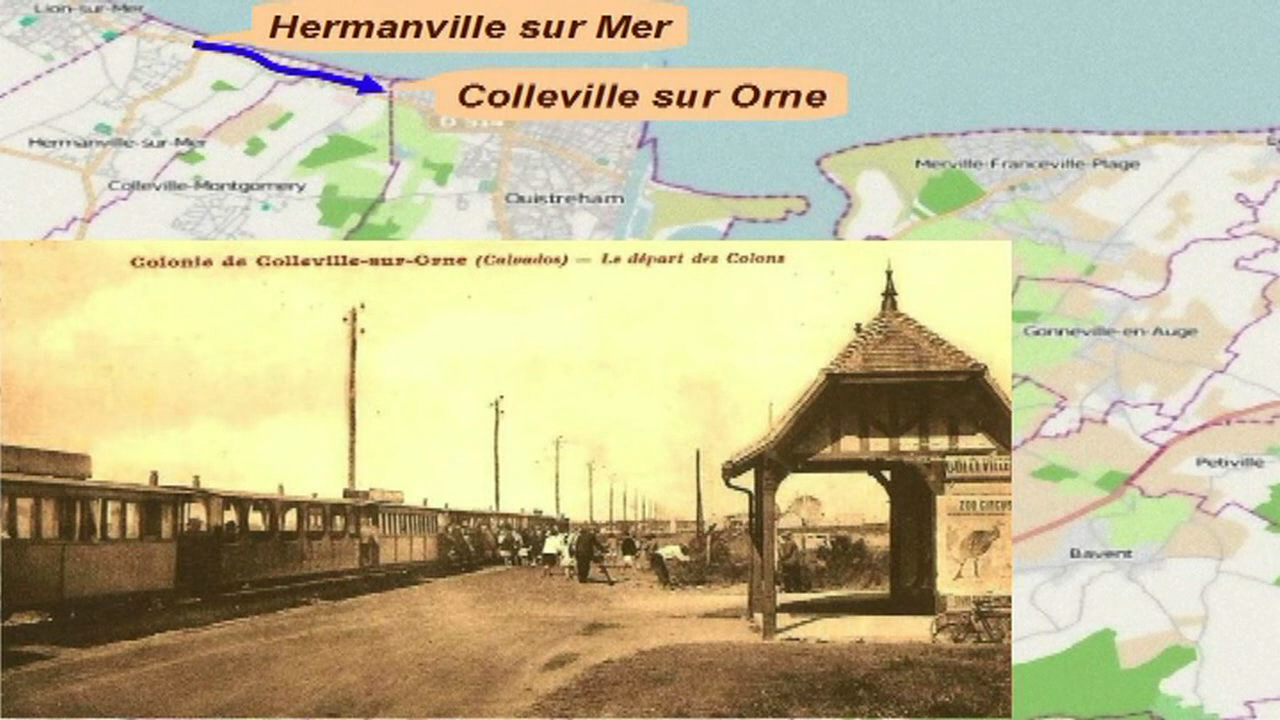 Lion-sur-Mer
Hermanville sur Mer
Colleville sur Orne
D 514
Hermanville-sur-Mer
Merville-Franceville-Plage
Colleville-Montgomery
Ouistreham
Colonie de Colleville-sur-Orne (Calvados) — Le départ des Colons
Gonneville-en-Auge
COLLEVILLE
ZOO CIRCUS
Petiville
Bavent